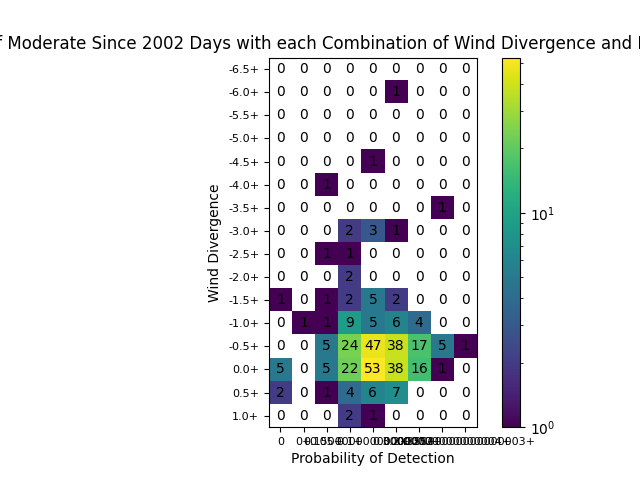 f Moderate Since 2002 Days with each Combination of Wind Divergence and
-6.5+ 0 0 0 0 0 0 0 0 0
-6.0+ 0 0 0 0 0 1 0 0 0
-5.5+ 0 0 0 0 0 0 0 0 0
-5.0+ 0 0 0 0 0 0 0 0 0
-4.5+ 0 0 0 0 1 0 0 0 0
-4.0+ 0 0 1 0 0 0 0 0 0
-3.5+ 0 0 0 0 0 0 0 1 0
-3.0+ 0 0 0 2 3 1 0 0 0
-2.5+ 0 0 1 1 0 0 0 0 0
-2.0+ 0 0 0 2 0 0 0 0 0
-1.5+ 1 0 1 2 5 2 0 0 0
-1.0+ 0 1 1 9 5 6 4 0 0
-0.5+ 0 0 5 24 47 38 17 5 1
0.0+ 5 0 5 22 53 38 16 1 0
0.5+ 2 0 1 4 6 7 0 0 0
1.0+ 0 0 0 2 1 0 0 0 0
0
Probability of Detection
Wind Divergence
10^1
10^0